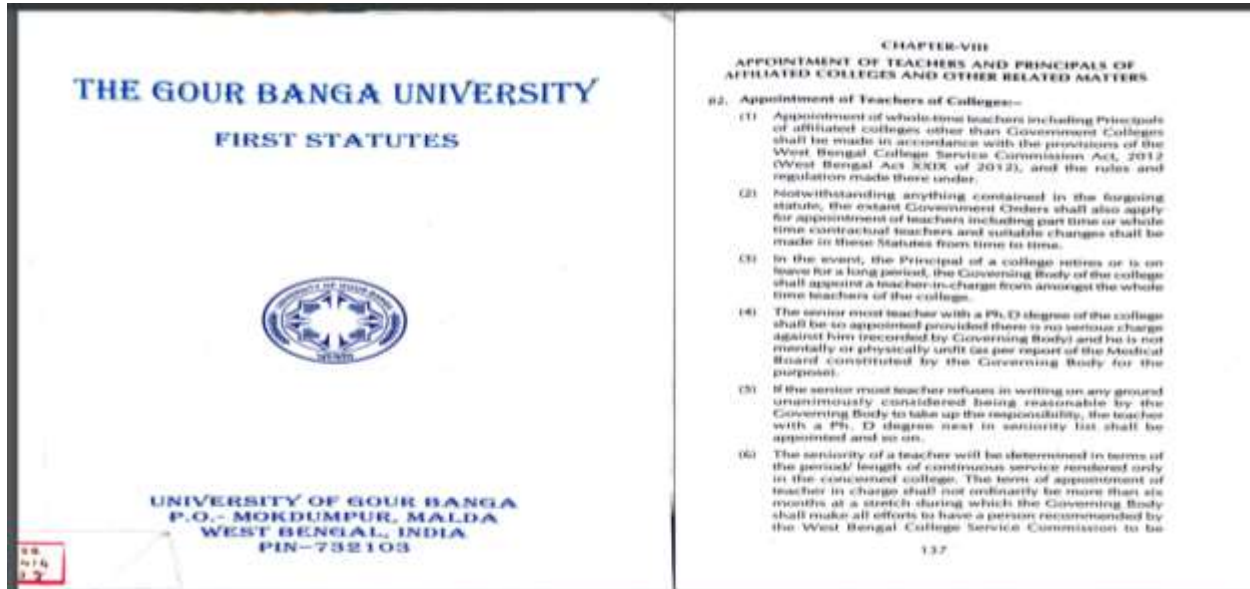 THE GOUR BANGA UNIVERSITY
FIRST STATUTES
UNIVERSITY OF GOUR BANGA
UNIVERSITY OF GOUR BANGA
P.O.- MOKDUMPUR, MALDA
WEST BENGAL, INDIA
PIN-732103
CHAPTER-VIII
APPOINTMENT OF TEACHERS AND PRINCIPALS OF
AFFILIATED COLLEGES AND OTHER RELATED MATTERS
82. Appointment of Teachers of Colleges:–
(1) Appointment of whole-time teachers including Principals
of affiliated colleges other than Government Colleges
shall be made in accordance with the provisions of the
West Bengal College Service Commission Act, 2012
(West Bengal Act XXIX of 2012), and the rules and
regulation made there under.
(2) Notwithstanding anything contained in the forgoing
statute, the extant Government Orders shall also apply
for appointment of teachers including part time or whole
time contractual teachers and suitable changes shall be
made in these Statutes from time to time.
(3) In the event, the Principal of a college retires or is on
leave for a long period, the Governing Body of the college
shall appoint a teacher-in-charge from amongst the whole
time teachers of the college.
(4) The senior most teacher with a Ph. D degree of the college
shall be so appointed provided there is no serious charge
against him (recorded by Governing Body) and he is not
mentally or physically unfit (as per report of the Medical
Board constituted by the Governing Body for the
purpose).
(5) If the senior most teacher refuses in writing on any ground
unanimously considered being reasonable by the
Governing Body to take up the responsibility, the teacher
with a Ph. D degree next in seniority list shall be
appointed and so on.
(6) The seniority of a teacher will be determined in terms of
the period/ length of continuous service rendered only
in the concerned college. The term of appointment of
teacher in charge shall not ordinarily be more than six
months at a stretch during which the Governing Body
shall make all efforts to have a person recommended by
the West Bengal College Service Commission to be
137